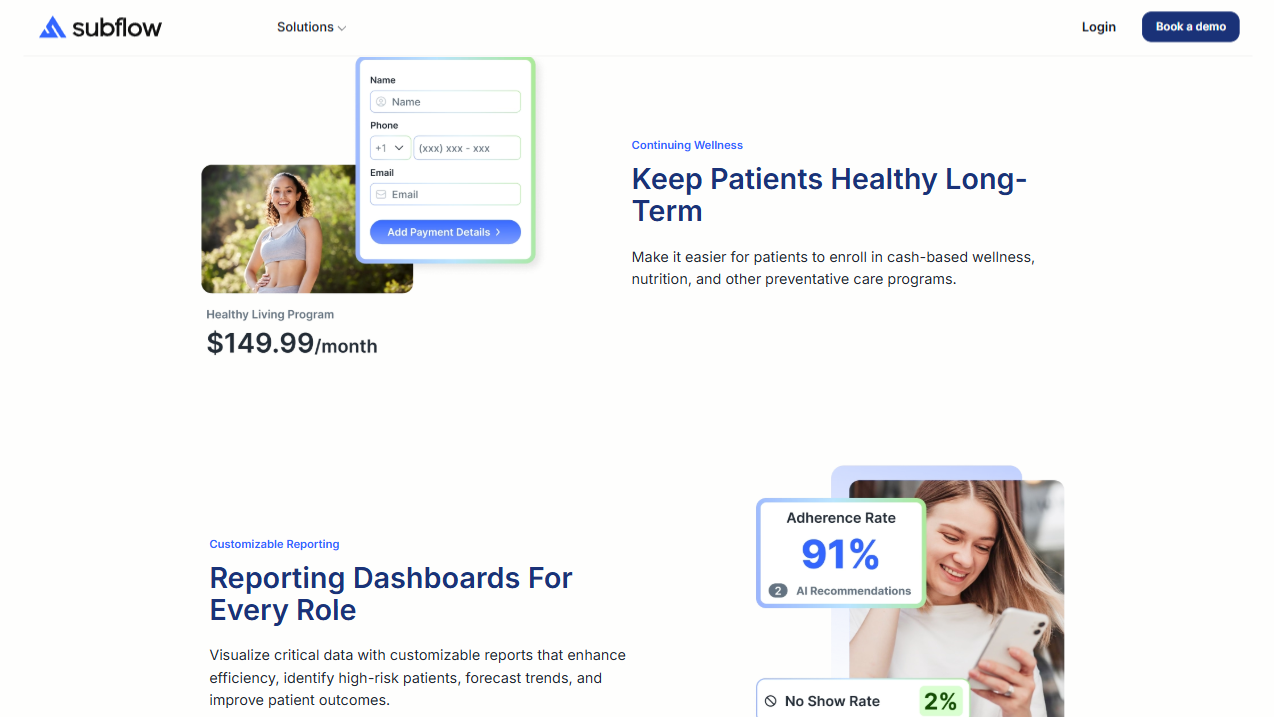 subflow
Solutions
Login
Book a demo
Name
Name
Phone
+1
(xxx) xxx - xxx
Email
Email
Add Payment Details
Healthy Living Program
$149.99/month
Continuing Wellness
Keep Patients Healthy Long-
Term
Make it easier for patients to enroll in cash-based wellness,
nutrition, and other preventative care programs.
Customizable Reporting
Reporting Dashboards For
Every Role
Visualize critical data with customizable reports that enhance
efficiency, identify high-risk patients, forecast trends, and
improve patient outcomes.
Adherence Rate
91%
2 AI Recommendations
No Show Rate 2%